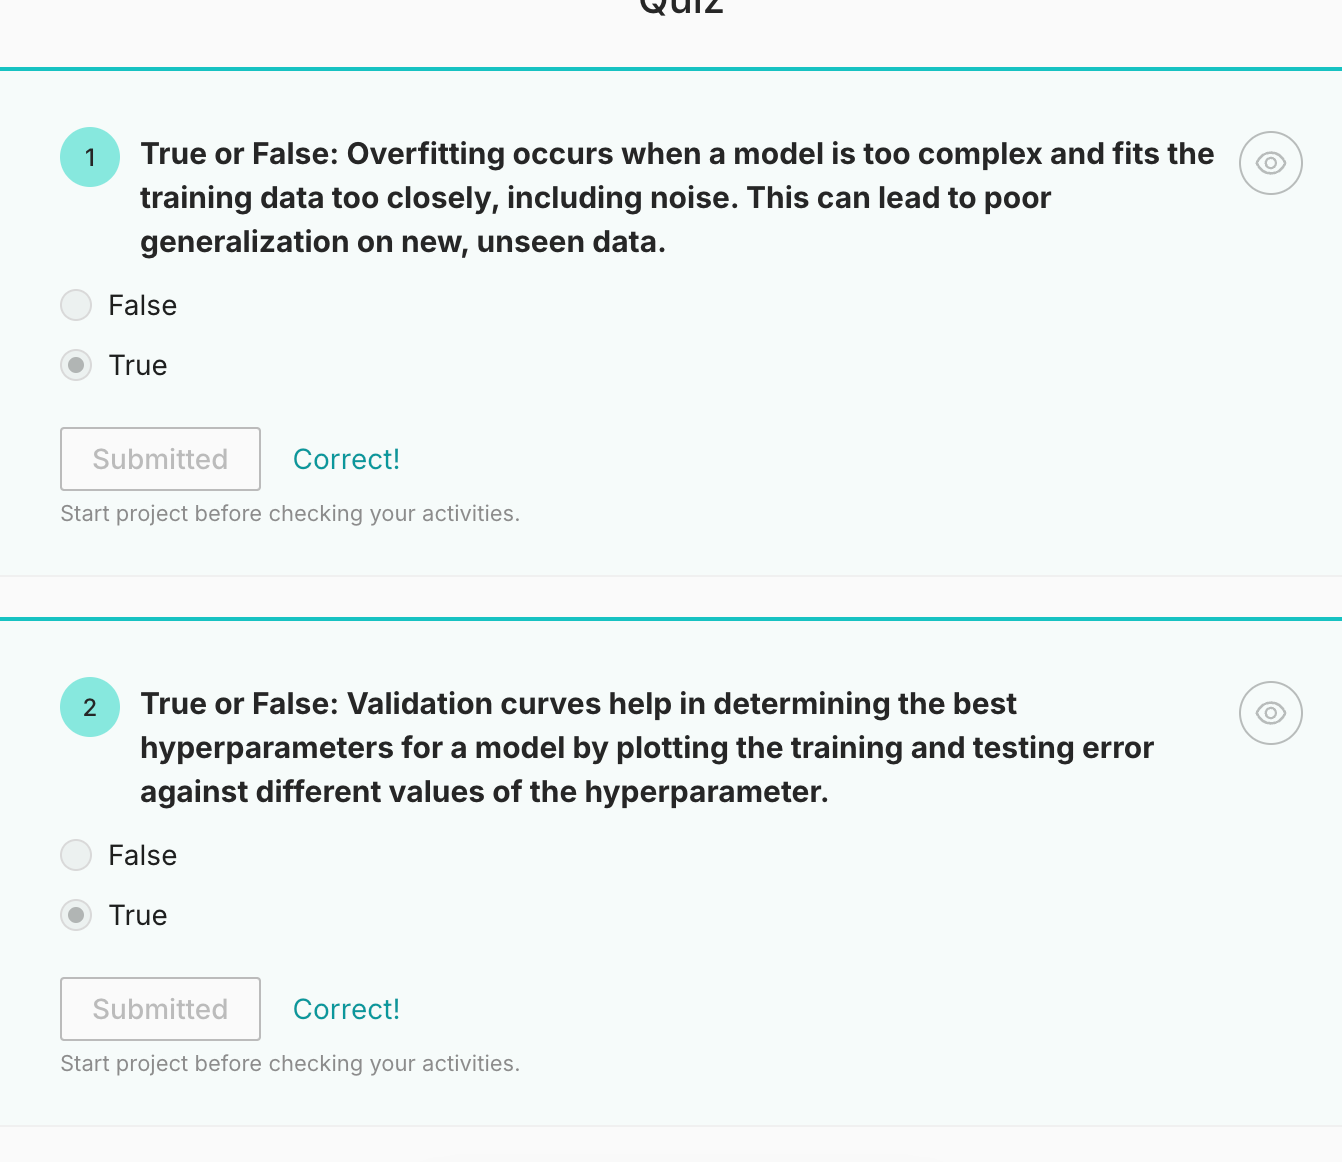 Quiz
1
True or False: Overfitting occurs when a model is too complex and fits the
training data too closely, including noise. This can lead to poor
generalization on new, unseen data.
False
True
Submitted
Correct!
Start project before checking your activities.
2
True or False: Validation curves help in determining the best
hyperparameters for a model by plotting the training and testing error
against different values of the hyperparameter.
False
True
Submitted
Correct!
Start project before checking your activities.